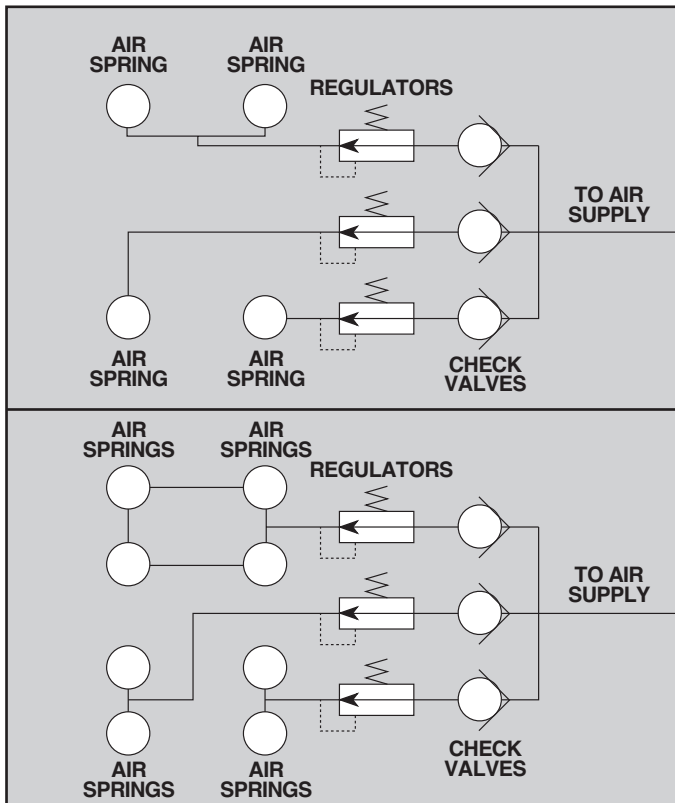 AIR
SPRING
AIR
SPRING
REGULATORS
TO AIR
SUPPLY
AIR
SPRING
AIR
SPRING
CHECK
VALVES
AIR
SPRINGS
AIR
SPRINGS
REGULATORS
TO AIR
SUPPLY
AIR
SPRINGS
AIR
SPRINGS
CHECK
VALVES